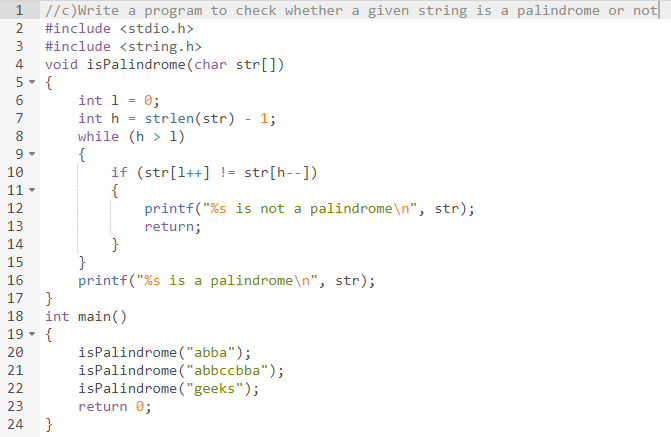 1 //c)Write a program to check whether a given string is a palindrome or not
2 #include <stdio.h>
3 #include <string.h>
4 void isPalindrome(char str[])
5 {
6     int l = 0;
7     int h = strlen(str) - 1;
8     while (h > l)
9     {
10         if (str[l++] != str[h--])
11         {
12             printf("%s is not a palindrome\n", str);
13             return;
14         }
15     }
16     printf("%s is a palindrome\n", str);
17 }
18 int main()
19 {
20     isPalindrome("abba");
21     isPalindrome("abbccbba");
22     isPalindrome("geeks");
23     return 0;
24 }